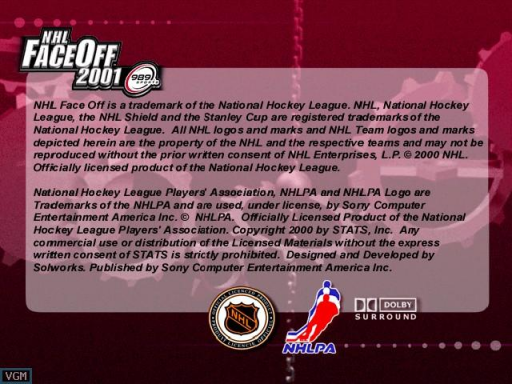 NHL
FACEOFF
2001
989
SPORTS
NHL Face Off is a trademark of the National Hockey League. NHL, National Hockey
League, the NHL Shield and the Stanley Cup are registered trademarks of the
National Hockey League. All NHL logos and marks and NHL Team logos and marks
depicted herein are the property of the NHL and the respective teams and may not be
reproduced without the prior written consent of NHL Enterprises, L.P. © 2000 NHL.
Officially licensed product of the National Hockey League.
National Hockey League Players' Association, NHLPA and NHLPA Logo are
Trademarks of the NHLPA and are used, under license, by Sony Computer
Entertainment America Inc. © NHLPA. Officially Licensed Product of the National
Hockey League Players' Association. Copyright 2000 by STATS, Inc. Any
commercial use or distribution of the Licensed Materials without the express
written consent of STATS is strictly prohibited. Designed and Developed by
Solworks. Published by Sony Computer Entertainment America Inc.
NHL
NHLPA
DOLBY
SURROUND
VGM